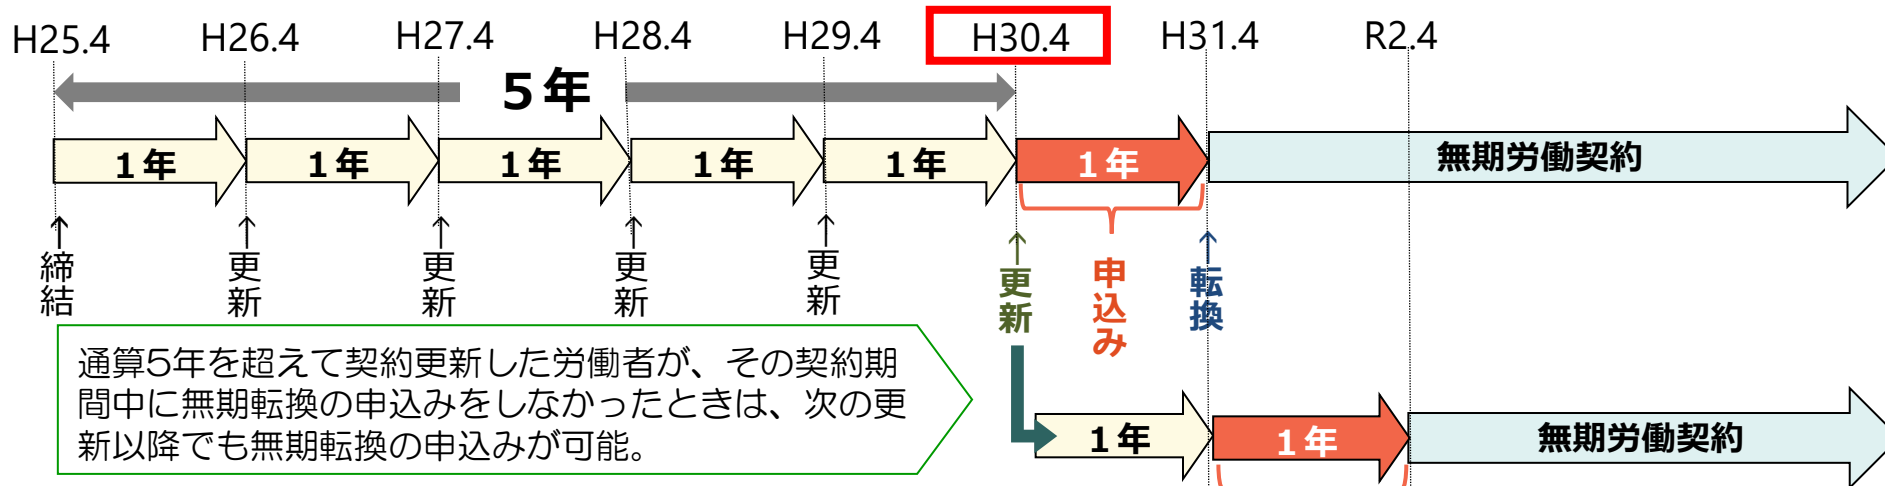 H25.4 H26.4 H27.4 H28.4 H29.4 H30.4 H31.4 R2.4
5年
1年 1年 1年 1年 1年 1年 無期労働契約
↑締結 ↑更新 ↑更新 ↑更新 ↑更新 ↑更新 申込み ↑転換
通算5年を超えて契約更新した労働者が、その契約期
間中に無期転換の申込みをしなかったときは、次の更
新以降でも無期転換の申込みが可能。
1年 1年 無期労働契約